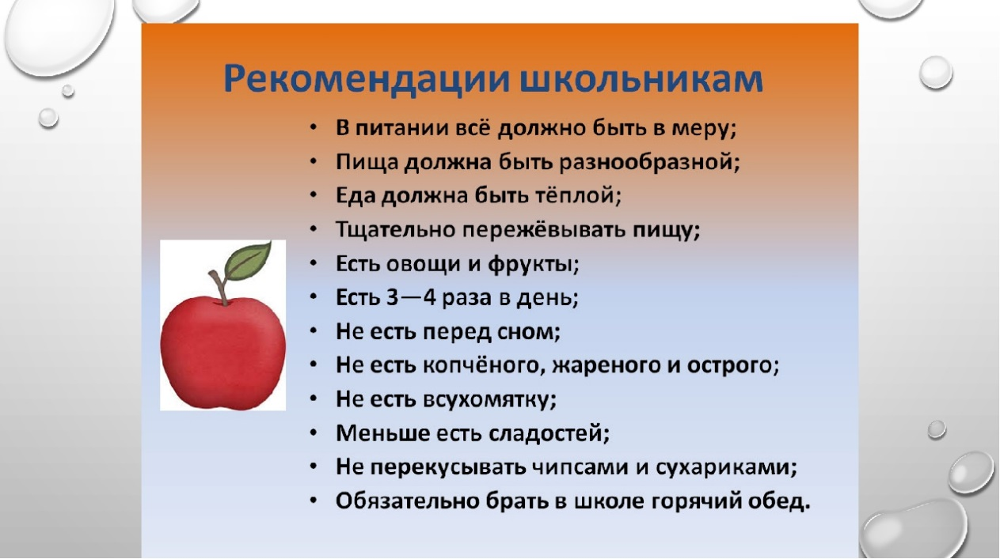 Рекомендации школьникам
• В питании всё должно быть в меру;
• Пища должна быть разнообразной;
• Еда должна быть тёплой;
• Тщательно пережёвывать пищу;
• Есть овощи и фрукты;
• Есть 3—4 раза в день;
• Не есть перед сном;
• Не есть копчёного, жареного и острого;
• Не есть всухомятку;
• Меньше есть сладостей;
• Не перекусывать чипсами и сухариками;
• Обязательно брать в школе горячий обед.